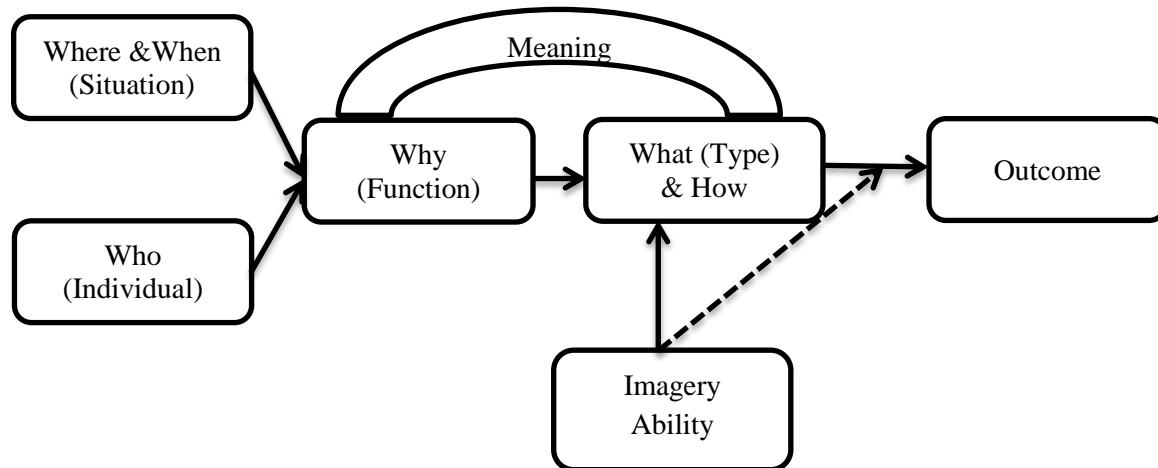 Where &When
(Situation)
Meaning
Why
(Function)
What (Type)
& How
Outcome
Who
(Individual)
Imagery
Ability